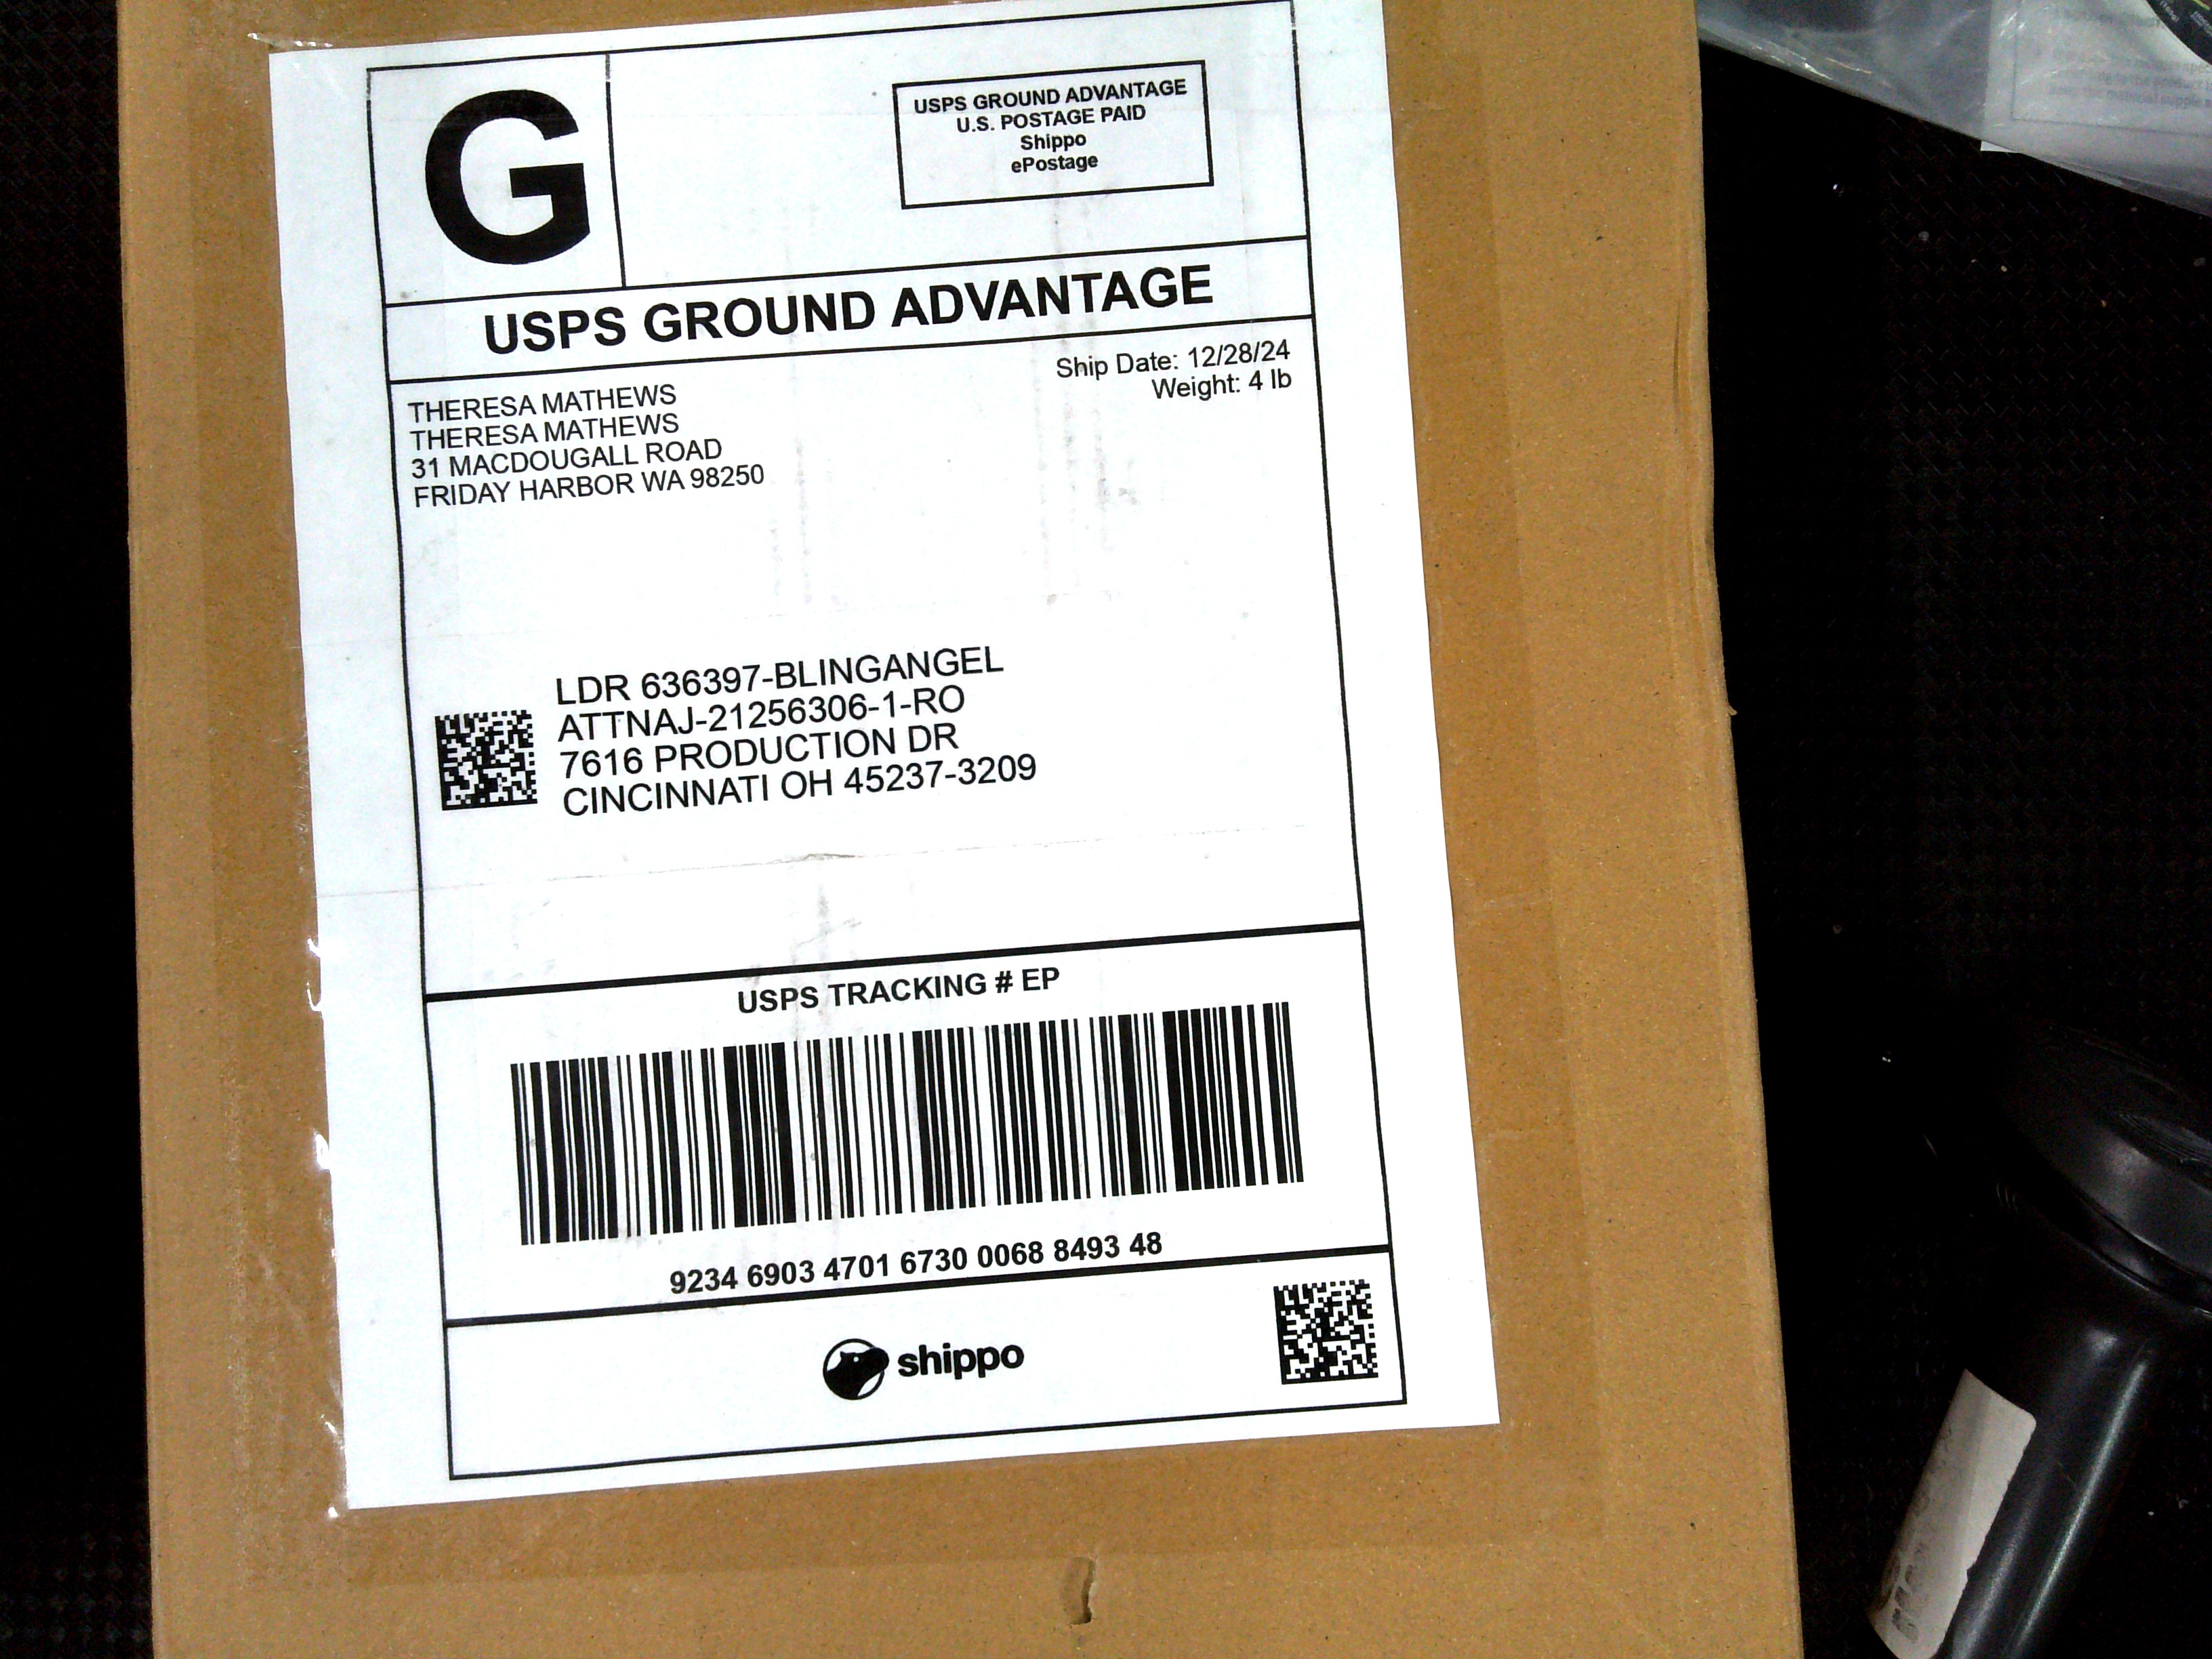 G
USPS GROUND ADVANTAGE
U.S. POSTAGE PAID
Shippo
ePostage
USPS GROUND ADVANTAGE
Ship Date: 12/28/24
Weight: 4 lb
THERESA MATHEWS
THERESA MATHEWS
31 MACDOUGALL ROAD
FRIDAY HARBOR WA 98250
LDR 636397-BLINGANGEL
ATTNAJ-21256306-1-RO
7616 PRODUCTION DR
CINCINNATI OH 45237-3209
USPS TRACKING # EP
9234 6903 4701 6730 0068 8493 48
shippo